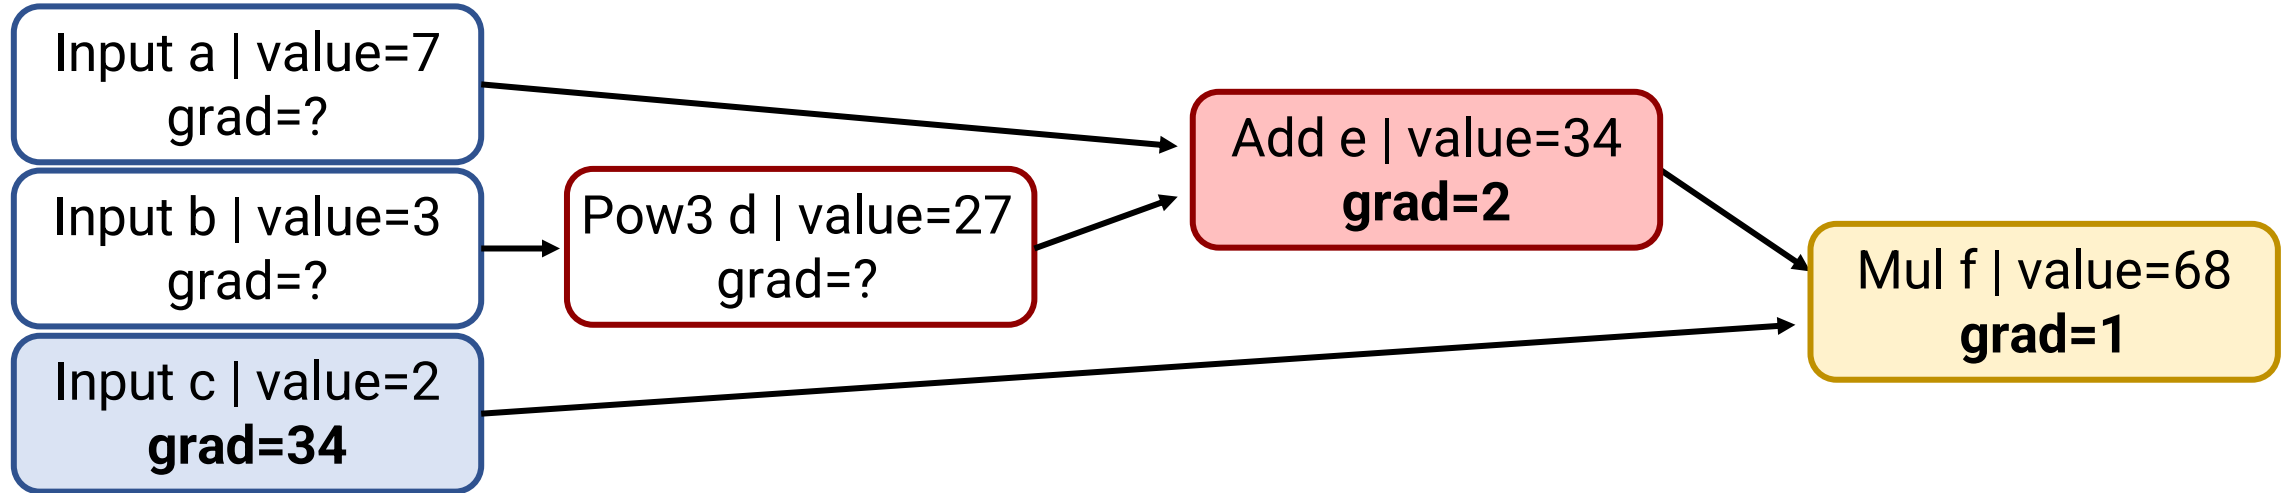 Input a | value=7
grad=?
Input b | value=3
grad=?
Input c | value=2
grad=34
Pow3 d | value=27
grad=?
Add e | value=34
grad=2
Mul f | value=68
grad=1